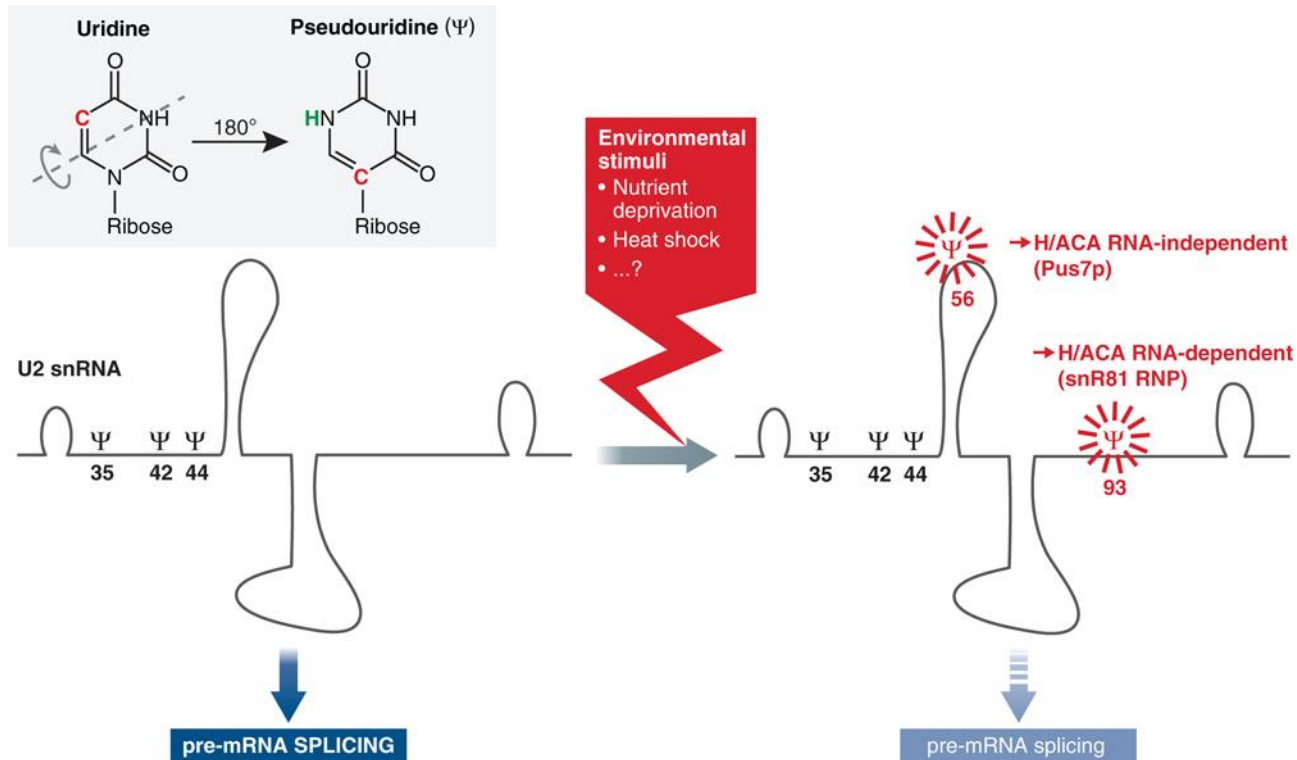 Uridine
Pseudouridine (Ψ)
O
C
NH
N
O
Ribose
180°
O
HN
NH
C
O
Ribose
Environmental
stimuli
• Nutrient
deprivation
• Heat shock
• ...?
U2 snRNA
Ψ Ψ Ψ
35 42 44
Ψ
56
→H/ACA RNA-independent
(Pus7p)
→H/ACA RNA-dependent
(snR81 RNP)
Ψ Ψ Ψ
35 42 44
Ψ
93
pre-mRNA SPLICING
pre-mRNA splicing